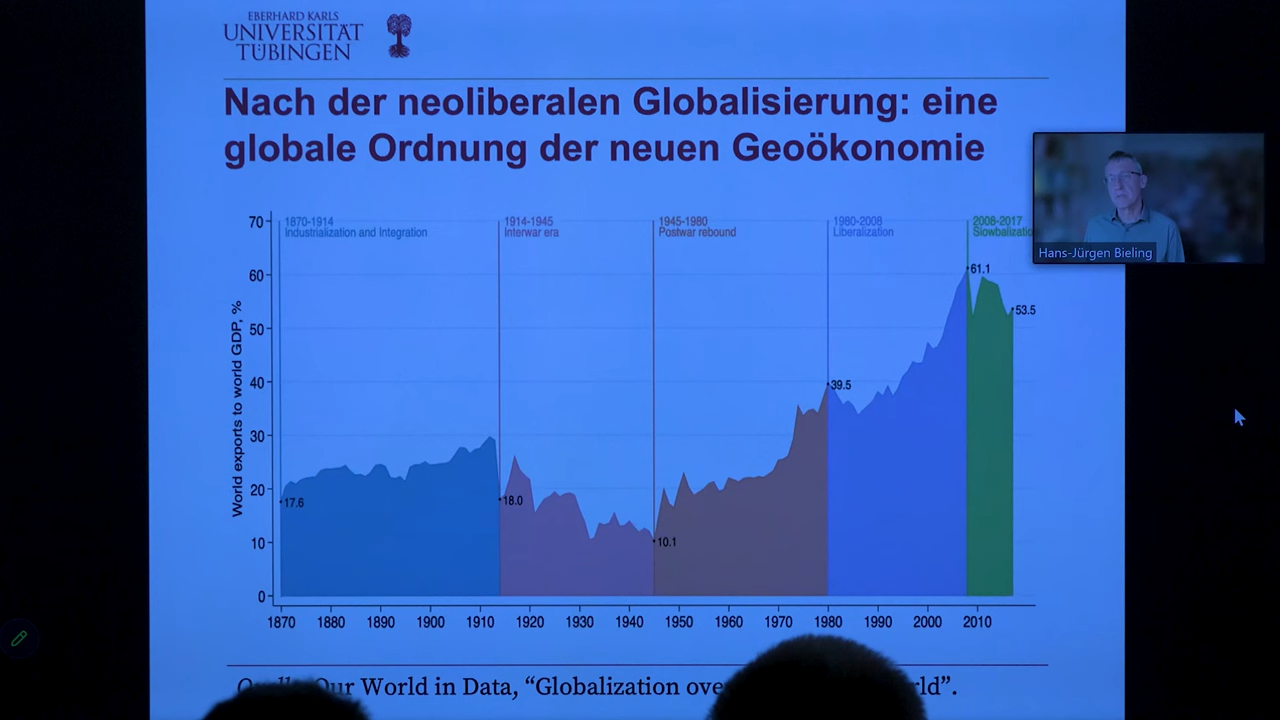 EBERHARD KARLS
UNIVERSITÄT
TÜBINGEN
Nach der neoliberalen Globalisierung: eine
globale Ordnung der neuen Geoökonomie
Hans-Jürgen Bieling
World exports to world GDP, %
70
60
50
40
30
20
10
0
1870-1914
Industrialization and Integration
1914-1945
Interwar era
1945-1980
Postwar rebound
1980-2008
Liberalization
2008-2017
17.6
18.0
10.1
39.5
61.1
53.5
1870 1880 1890 1900 1910 1920 1930 1940 1950 1960 1970 1980 1990 2000 2010
Our World in Data, “Globalization